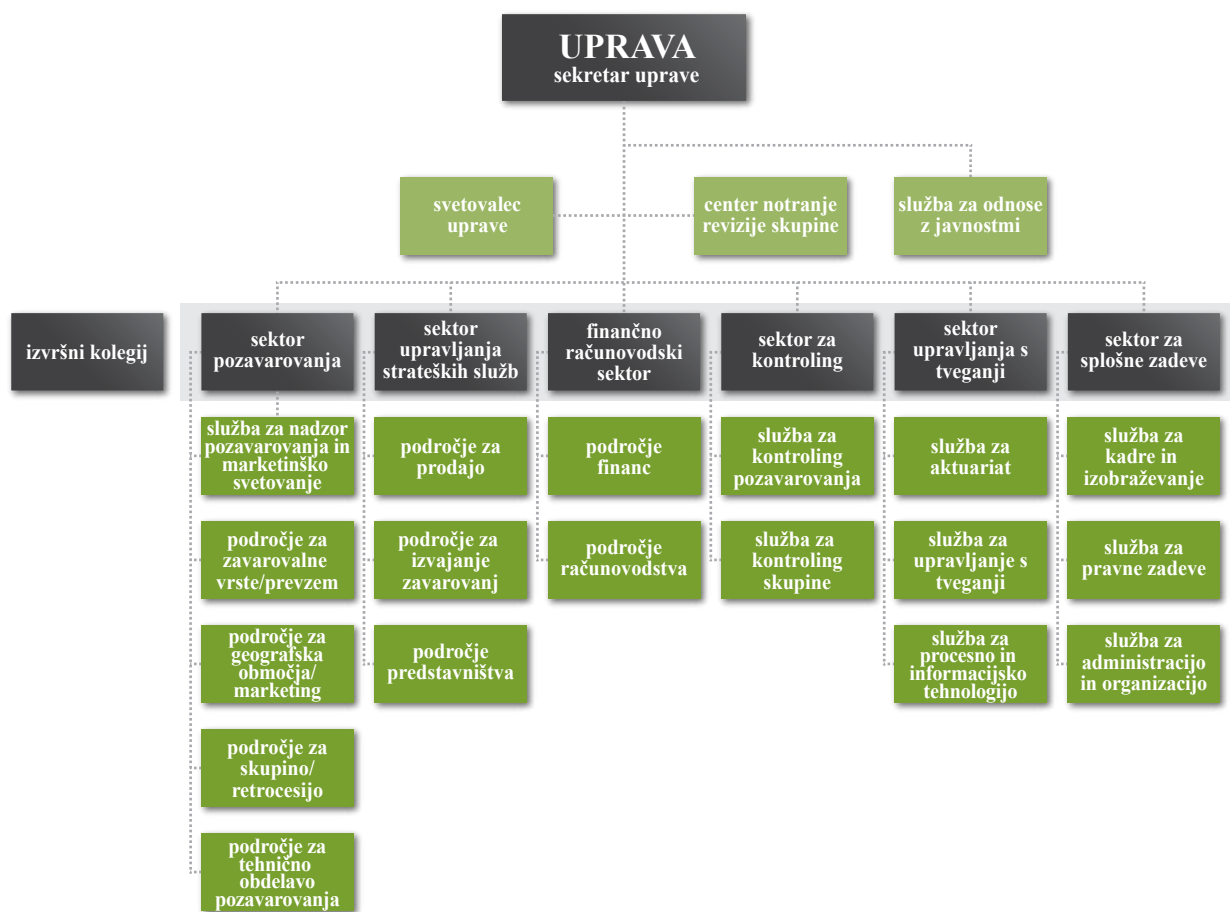 UPRAVA
sekretar uprave
svetovalec
uprave
center notranje
revizije skupine
služba za odnose
z javnostmi
izvršni kolegij
sektor
pozavarovanja
sektor
upravljanja
strateških služb
finančno
računovodski
sektor
sektor za
kontroling
sektor
upravljanja s
tveganji
sektor za
splošne zadeve
služba za nadzor
pozavarovanja in
marketinško
svetovanje
področje za
zavarovalne
vrste/prevzem
področje za
geografska
območja/
marketing
področje za
skupino/
retrocesijo
področje za
tehnično
obdelavo
pozavarovanja
področje za
prodajo
področje za
izvajanje
zavarovanj
področje
predstavništva
področje
financ
področje
računovodstva
služba za
kontroling
pozavarovanja
služba za
kontroling
skupine
služba za
aktuariat
služba za
upravljanje s
tveganji
služba za
procesno in
informacijsko
tehnologijo
služba za
kadre in
izobraževanje
služba za
pravne zadeve
služba za
administracijo
in organizacijo